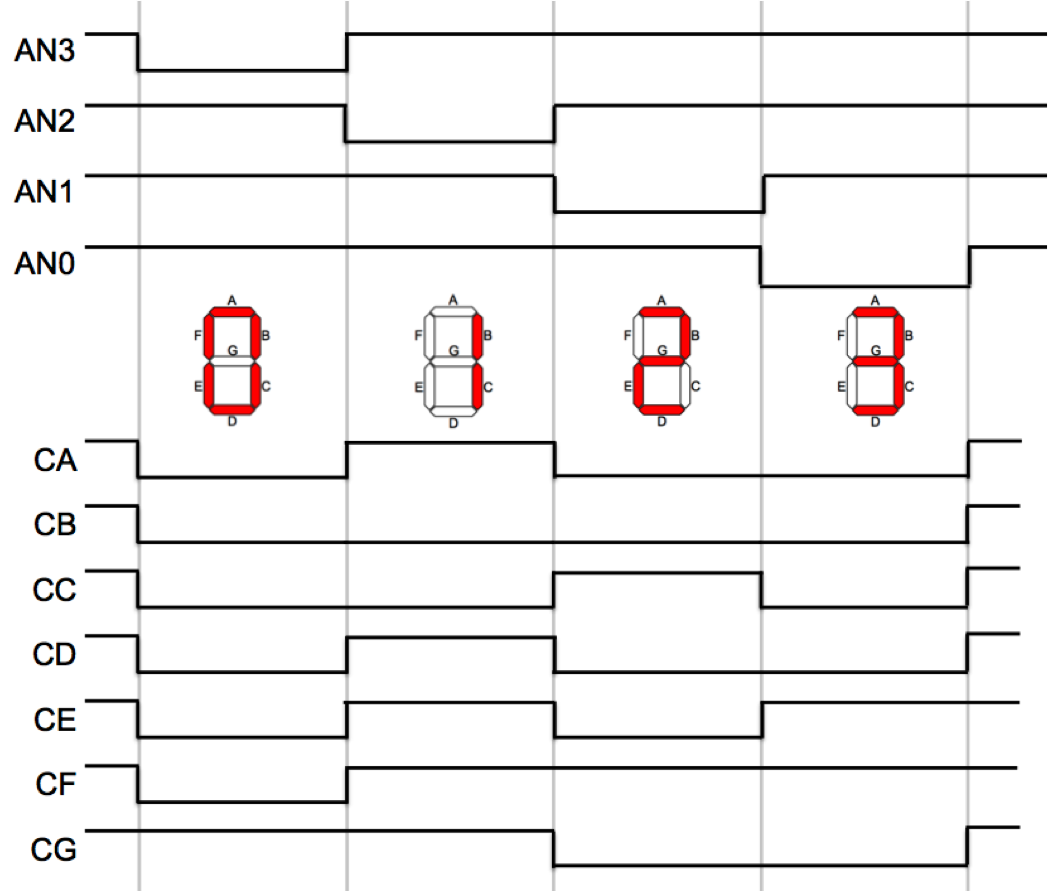 AN3
AN2
AN1
AN0
A A A A
F B F B F B F B
G G G G
E C E C E C E C
D D D D
CA
CB
CC
CD
CE
CF
CG